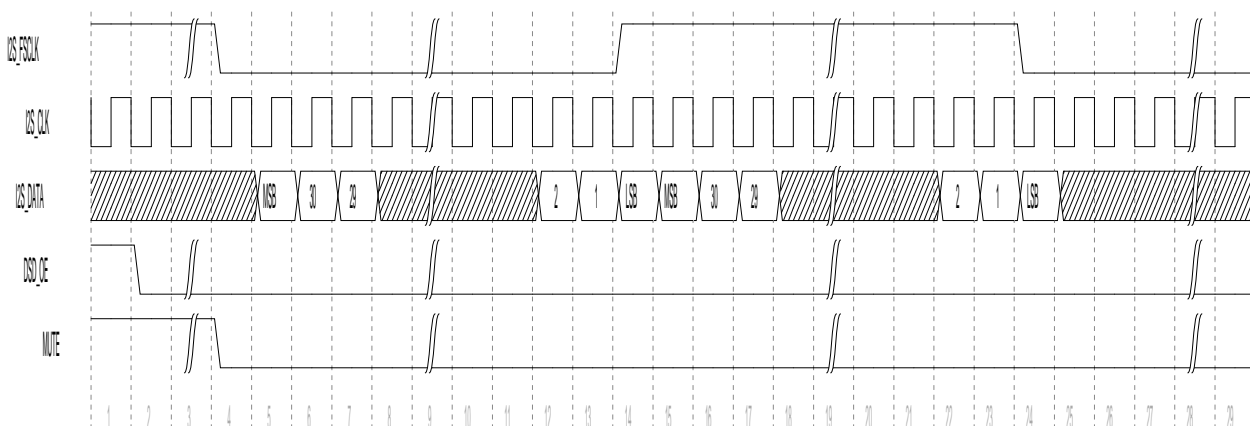 I2S_FSCLK
I2S_CLK
I2S_DATA MSB 30 29 2 1 LSB MSB 30 29 2 1 LSB
DSD_OE
MUTE
1 2 3 4 5 6 7 8 9 10 11 12 13 14 15 16 17 18 19 20 21 22 23 24 25 26 27 28 29